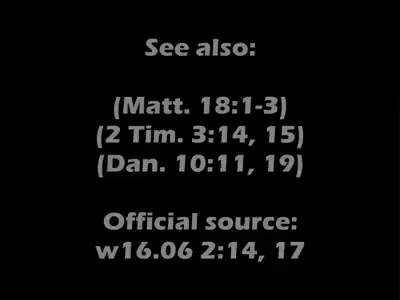 See also:
(Matt. 18:1-3)
(2 Tim. 3:14, 15)
(Dan. 10:11, 19)
Official source:
w16.06 2:14, 17